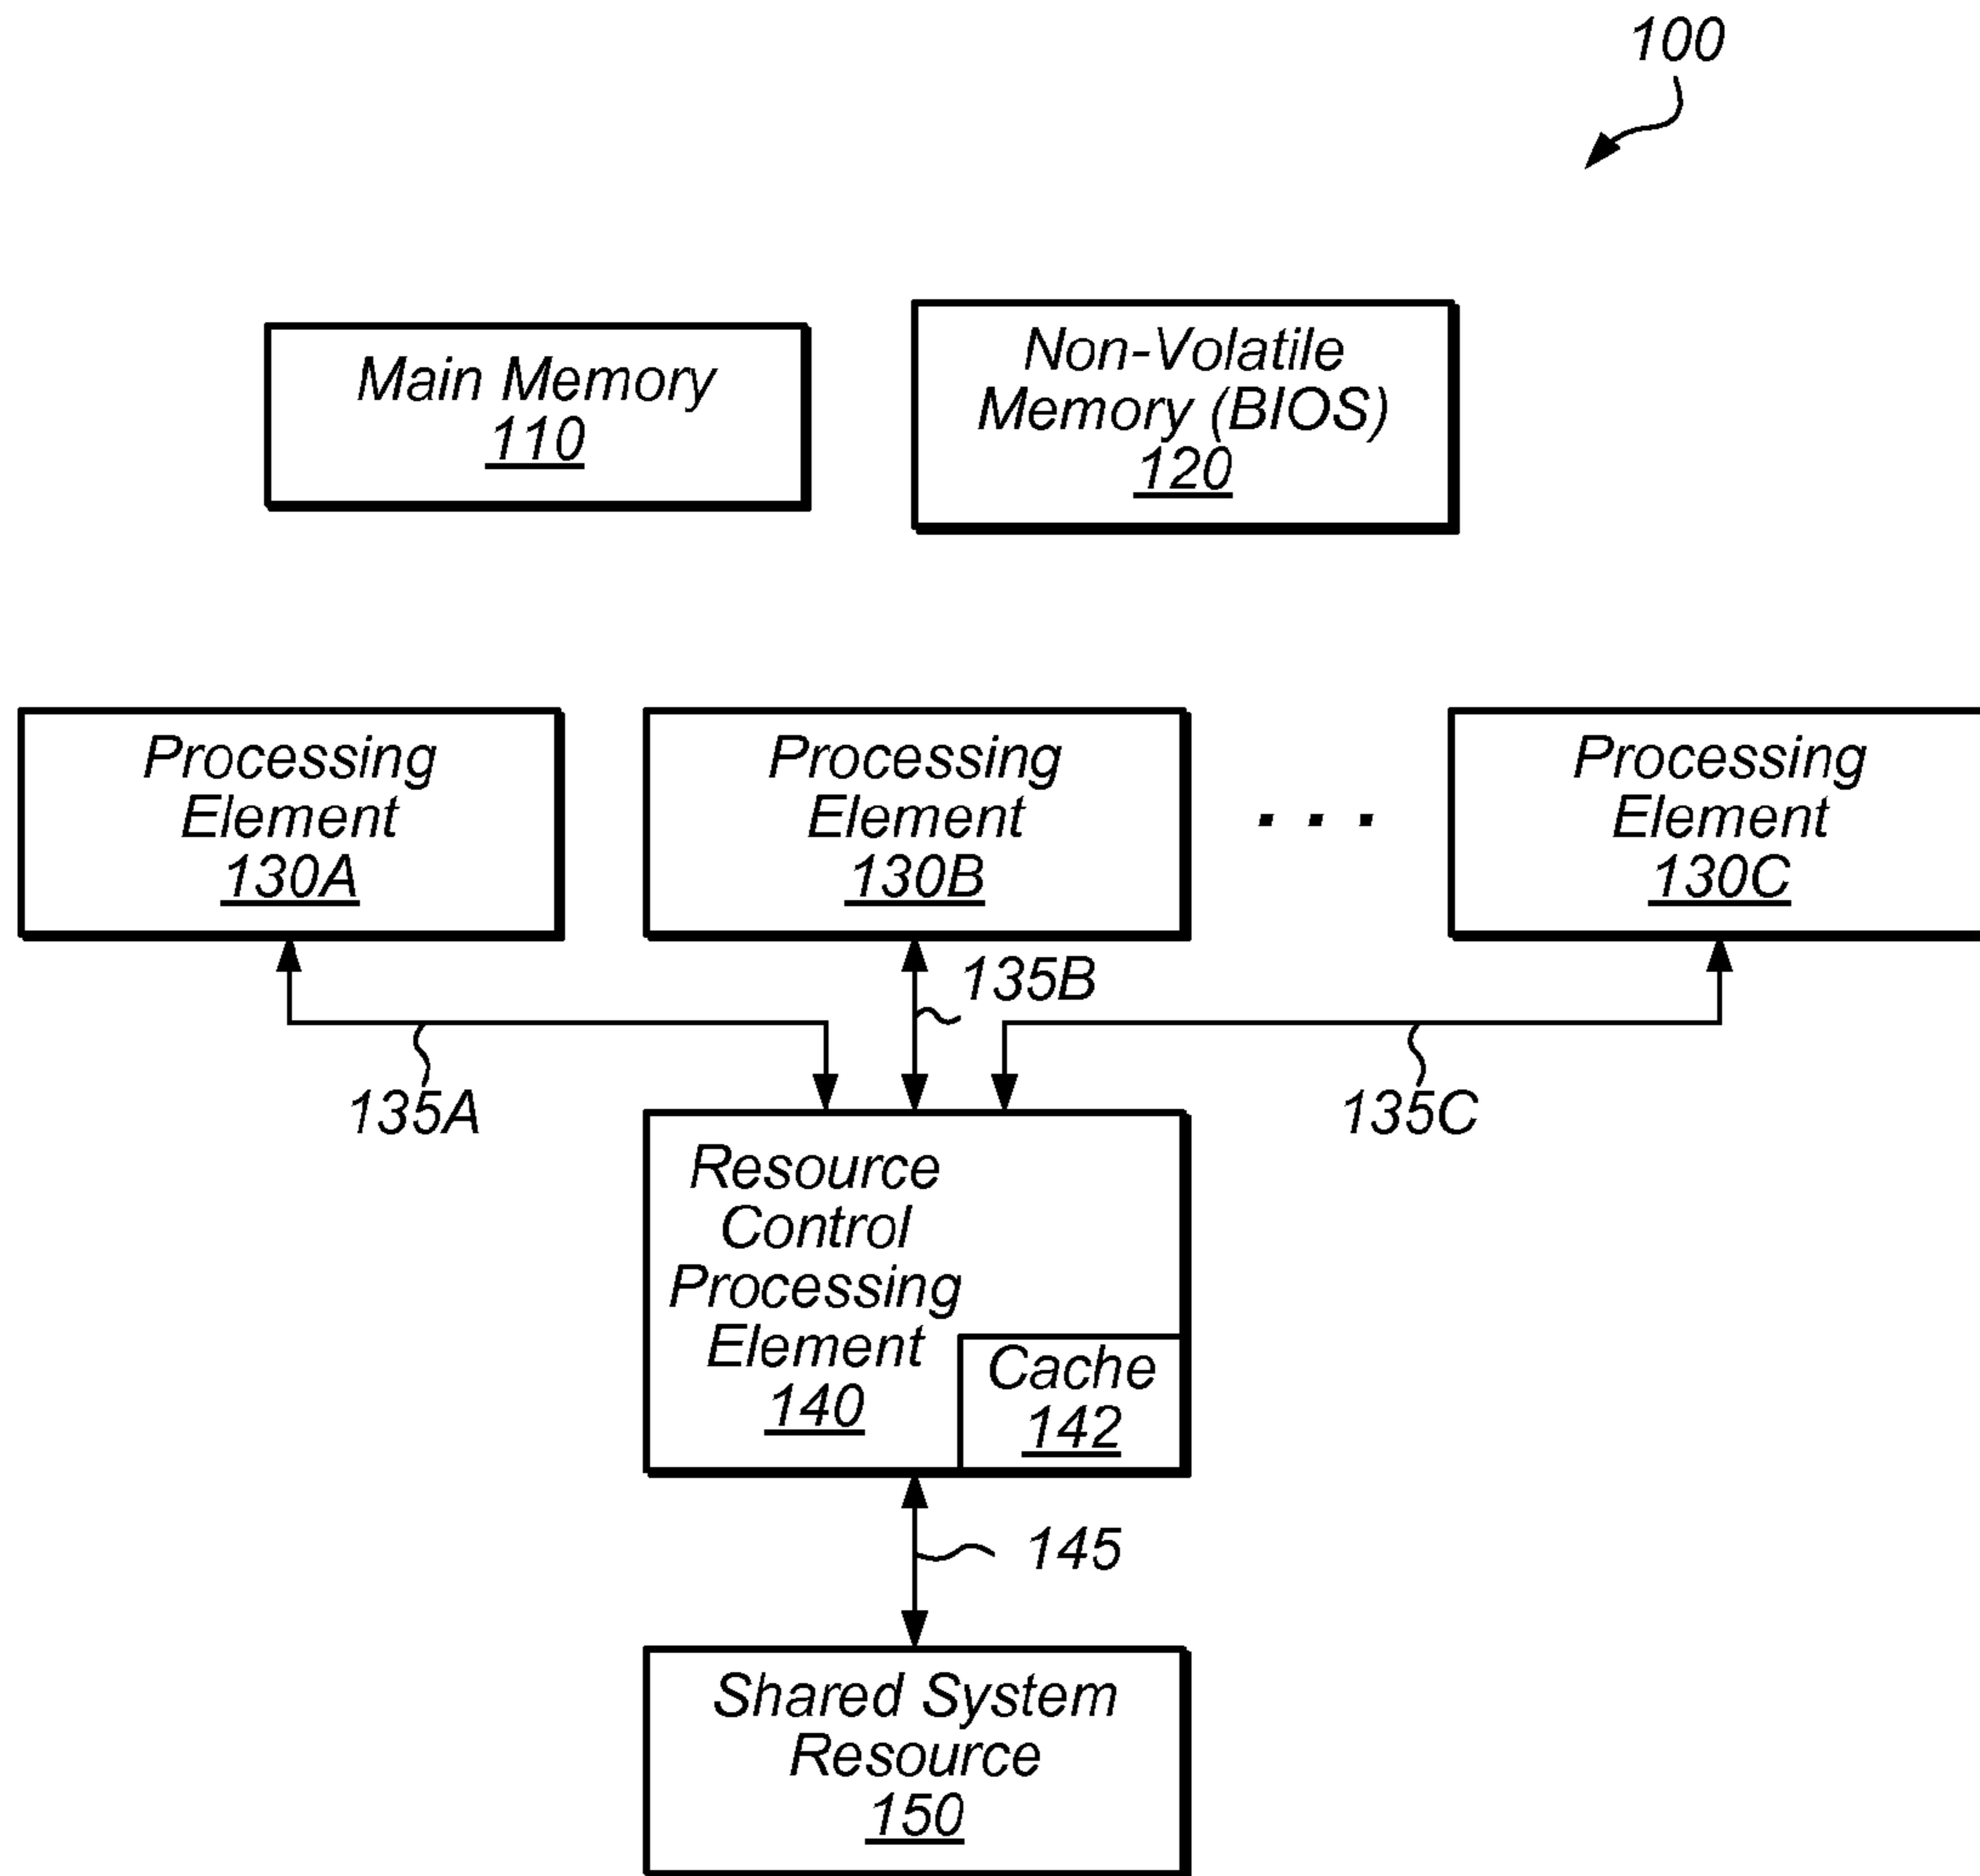 100
Main Memory
110
Non-Volatile
Memory (BIOS)
120
Processing
Element
130A
Processing
Element
130B
. . .
Processing
Element
130C
135A
135B
135C
Resource
Control
Processing
Element
140
Cache
142
145
Shared System
Resource
150